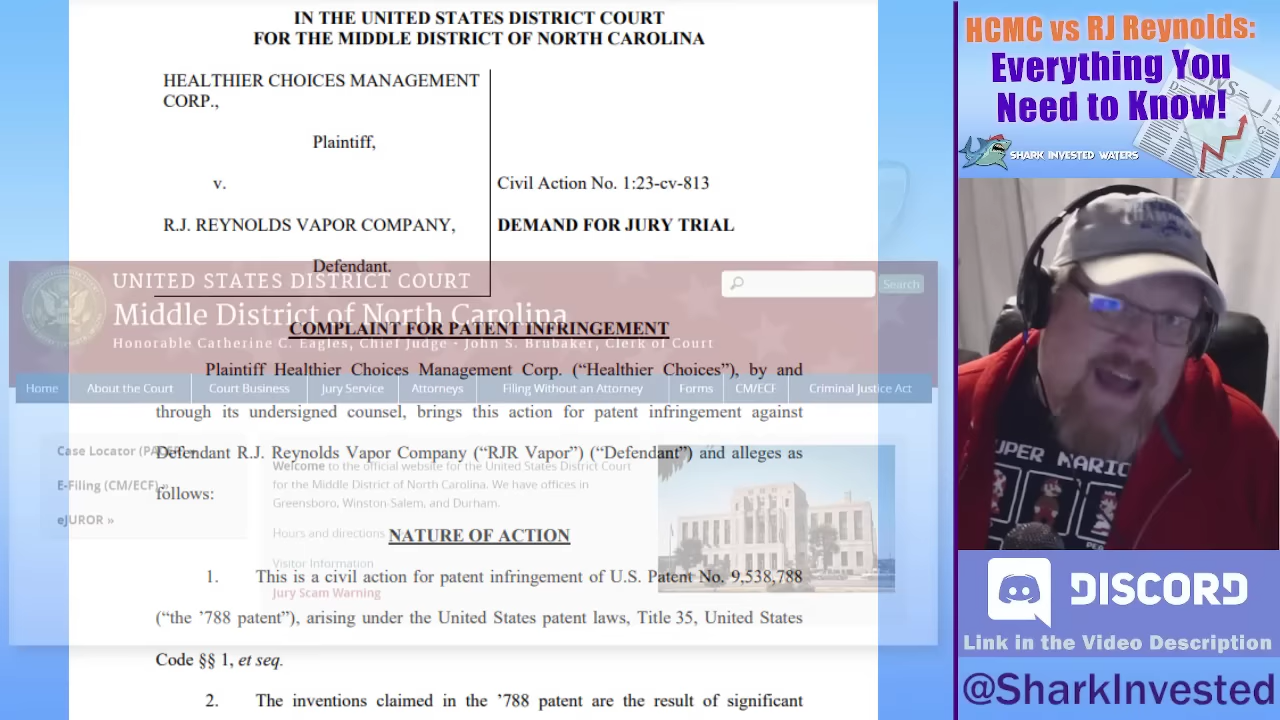 IN THE UNITED STATES DISTRICT COURT
FOR THE MIDDLE DISTRICT OF NORTH CAROLINA
HEALTHIER CHOICES MANAGEMENT
CORP.,
Plaintiff,
v.
Civil Action No. 1:23-cv-813
R.J. REYNOLDS VAPOR COMPANY,
DEMAND FOR JURY TRIAL
Defendant.
COMPLAINT FOR PATENT INFRINGEMENT
Plaintiff Healthier Choices Management Corp. (“Healthier Choices”), by and
through its undersigned counsel, brings this action for patent infringement against
Defendant R.J. Reynolds Vapor Company (“RJR Vapor”) (“Defendant”) and alleges as
follows:
NATURE OF ACTION
1. This is a civil action for patent infringement of U.S. Patent No. 9,538,788
(“the ’788 patent”), arising under the United States patent laws, Title 35, United States
Code §§ 1, et seq.
2. The inventions claimed in the ’788 patent are the result of significant
UNITED STATES DISTRICT COURT
Middle District of North Carolina
Honorable Catherine C. Eagles, Chief Judge - John S. Brubaker, Clerk of Court
Search
Home About the Court Court Business Jury Service Attorneys Filing Without an Attorney Forms CM/ECF Criminal Justice Act
Case Locator (PACER)
E-Filing (CM/ECF) »
eJUROR »
Welcome to the official website for the United States District Court
for the Middle District of North Carolina. We have offices in
Greensboro, Winston-Salem, and Durham.
Hours and directions
Visitor Information
Jury Scam Warning
HCMC vs RJ Reynolds:
Everything You
Need to Know!
SHARK INVESTED WATERS
DISCORD
Link in the Video Description
@SharkInvested